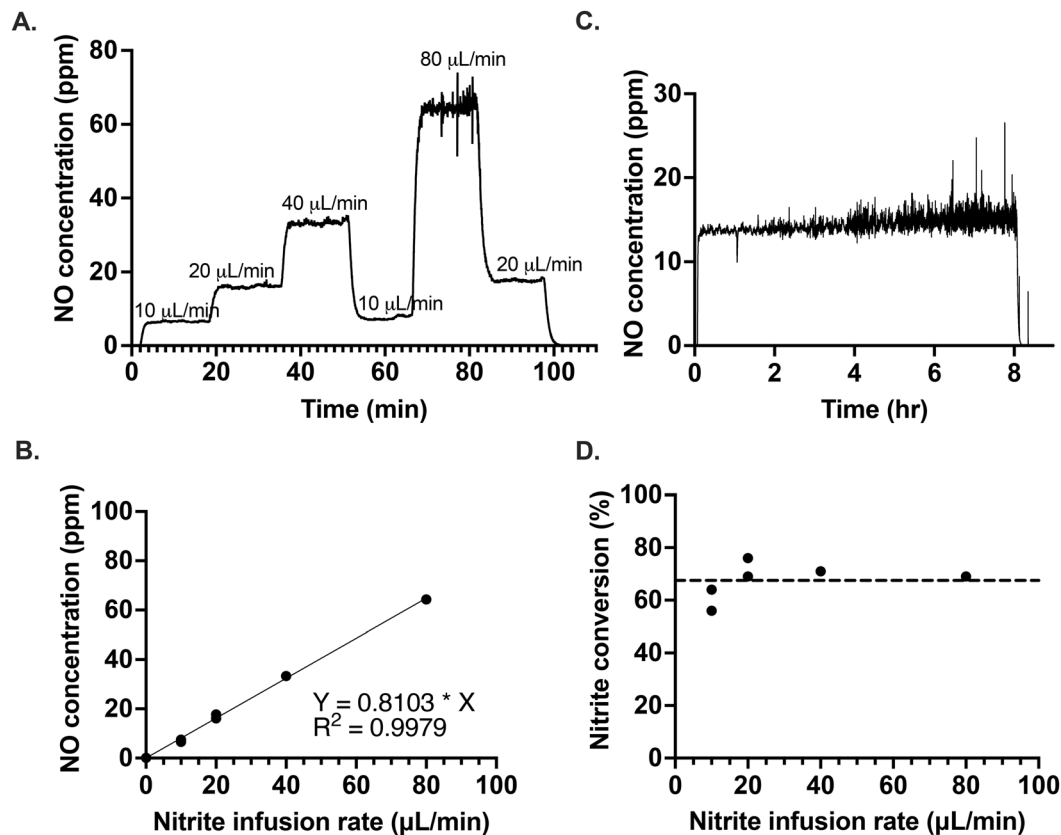 A.
NO concentration (ppm)
80
60
40
20
0
10 μL/min
20 μL/min
40 μL/min
10 μL/min
80 μL/min
20 μL/min
0 20 40 60 80 100
Time (min)
C.
NO concentration (ppm)
30
20
10
0
0 2 4 6 8
Time (hr)
B.
NO concentration (ppm)
100
80
60
40
20
0
Y = 0.8103 * X
R² = 0.9979
0 20 40 60 80 100
Nitrite infusion rate (μL/min)
D.
Nitrite conversion (%)
100
80
60
40
20
0
0 20 40 60 80 100
Nitrite infusion rate (μL/min)